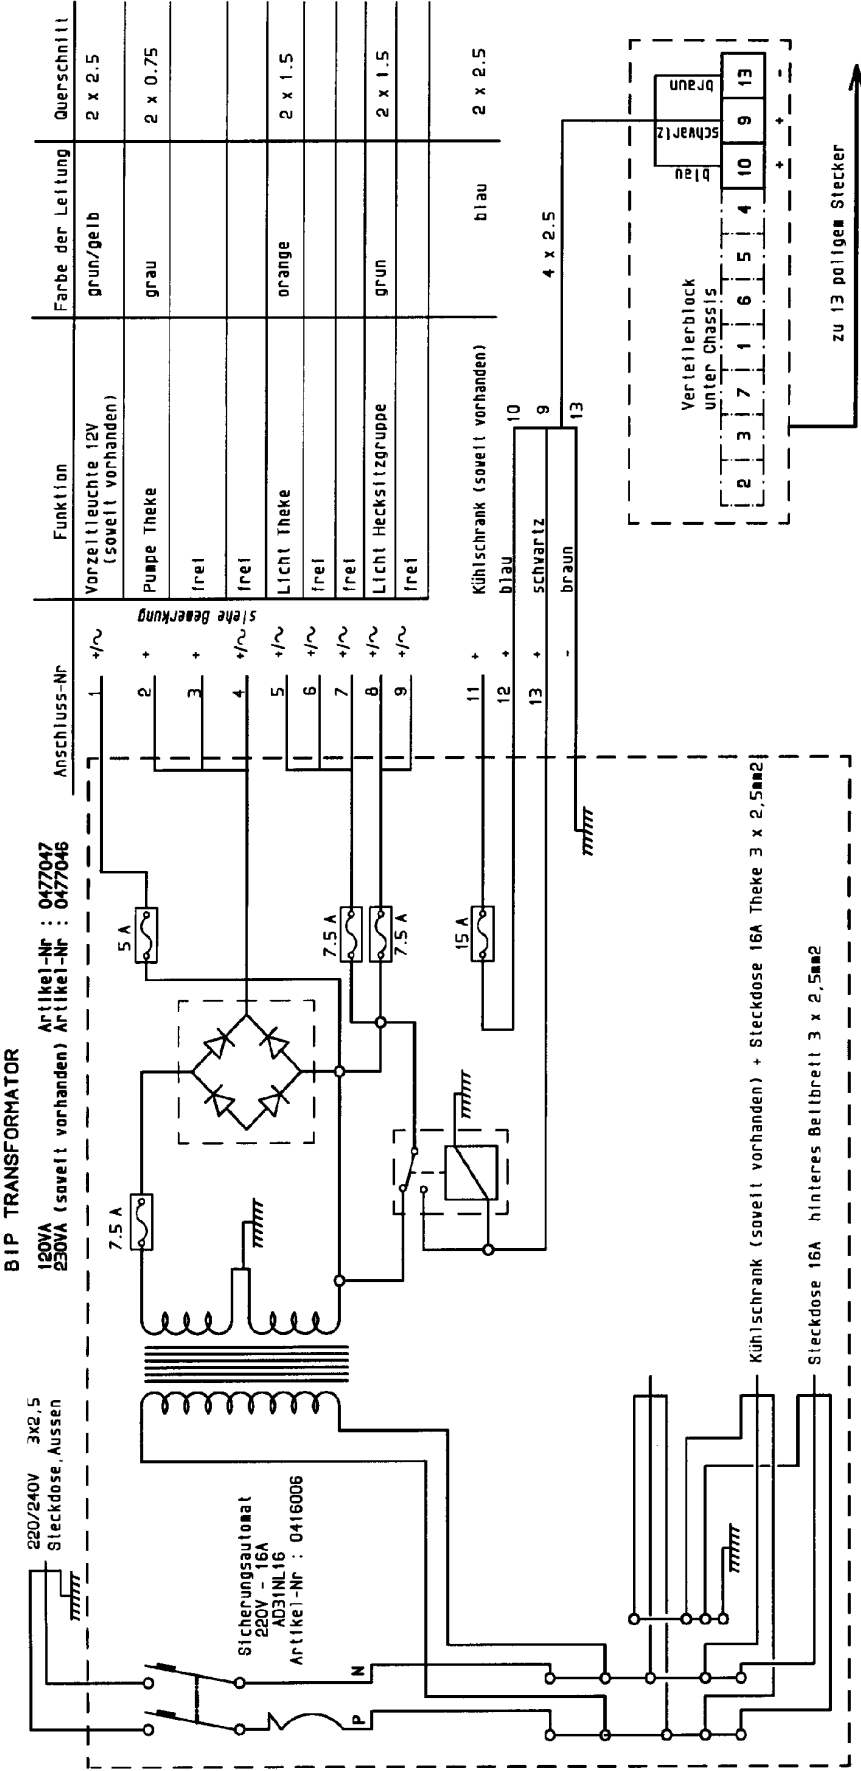 BIP TRANSFORMATOR
120VA Artikel-Nr : 0477047
230VA (soweit vorhanden) Artikel-Nr : 0477046
220/240V 3x2,5
Steckdose, Aussen
Sicherungsautomat
220V - 16A
AD31NL16
Artikel-Nr : 0416006
P
N
7.5 A
5 A
7.5 A
7.5 A
15 A
Anschluss-Nr Funktion Farbe der Leitung Querschnitt
1 +/~ Vorzeltleuchte 12V grun/gelb 2 x 2.5
(soweit vorhanden)
2 + Pumpe Theke grau 2 x 0.75
3 + frei
4 +/~ frei
5 +/~ Licht Theke orange 2 x 1.5
6 +/~ frei
7 +/~ frei
8 +/~ Licht Hecksitzgruppe grun 2 x 1.5
9 +/~ frei
siehe Bemerkung
11 + Kühlschrank (soweit vorhanden) blau 2 x 2.5
12 + blau 10
13 + schwartz 9
- braun 13
4 x 2.5
Verteilerblock
unter Chassis
2 3 7 1 6 5 4 10 9 13
blau schwartz braun
+ + -
zu 13 poligem Stecker
Kühlschrank (soweit vorhanden) + Steckdose 16A Theke 3 x 2,5mm2
Steckdose 16A hinteres Bettbrett 3 x 2,5mm2